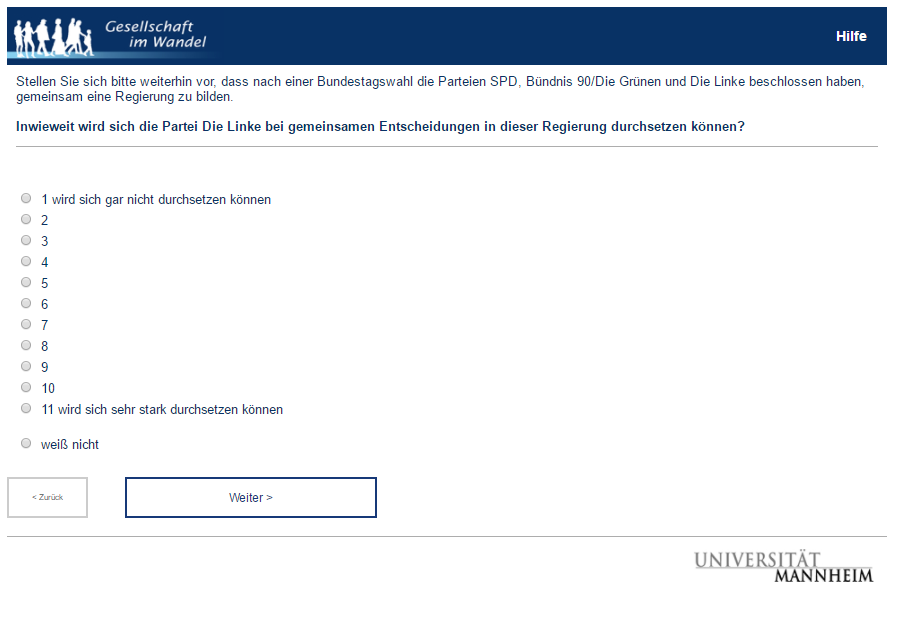 Gesellschaft
im Wandel
Hilfe
Stellen Sie sich bitte weiterhin vor, dass nach einer Bundestagswahl die Parteien SPD, Bündnis 90/Die Grünen und Die Linke beschlossen haben,
gemeinsam eine Regierung zu bilden.
Inwieweit wird sich die Partei Die Linke bei gemeinsamen Entscheidungen in dieser Regierung durchsetzen können?
1 wird sich gar nicht durchsetzen können
2
3
4
5
6
7
8
9
10
11 wird sich sehr stark durchsetzen können
weiß nicht
< Zurück
Weiter >
UNIVERSITÄT
MANNHEIM